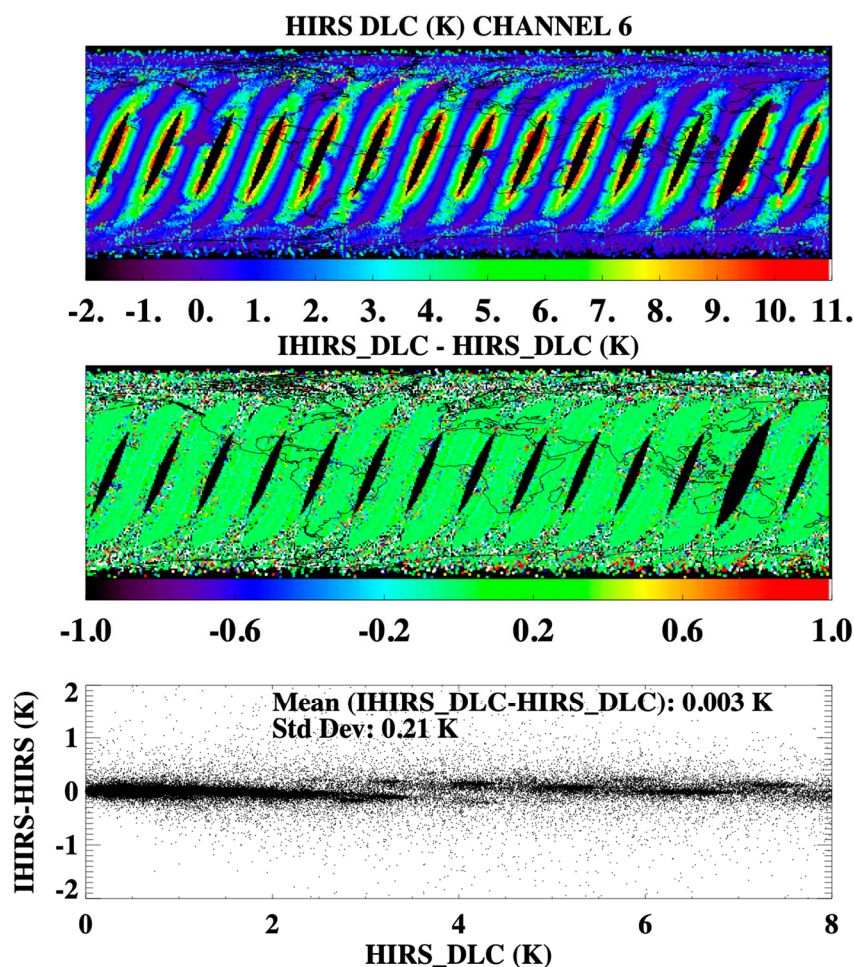 HIRS DLC (K) CHANNEL 6
-2. -1. 0. 1. 2. 3. 4. 5. 6. 7. 8. 9. 10. 11.
IHIRS_DLC - HIRS_DLC (K)
-1.0 -0.6 -0.2 0.2 0.6 1.0
Mean (IHIRS_DLC-HIRS_DLC): 0.003 K
Std Dev: 0.21 K
IHIRS-HIRS (K)
2
1
0
-1
-2
0 2 4 6 8
HIRS_DLC (K)